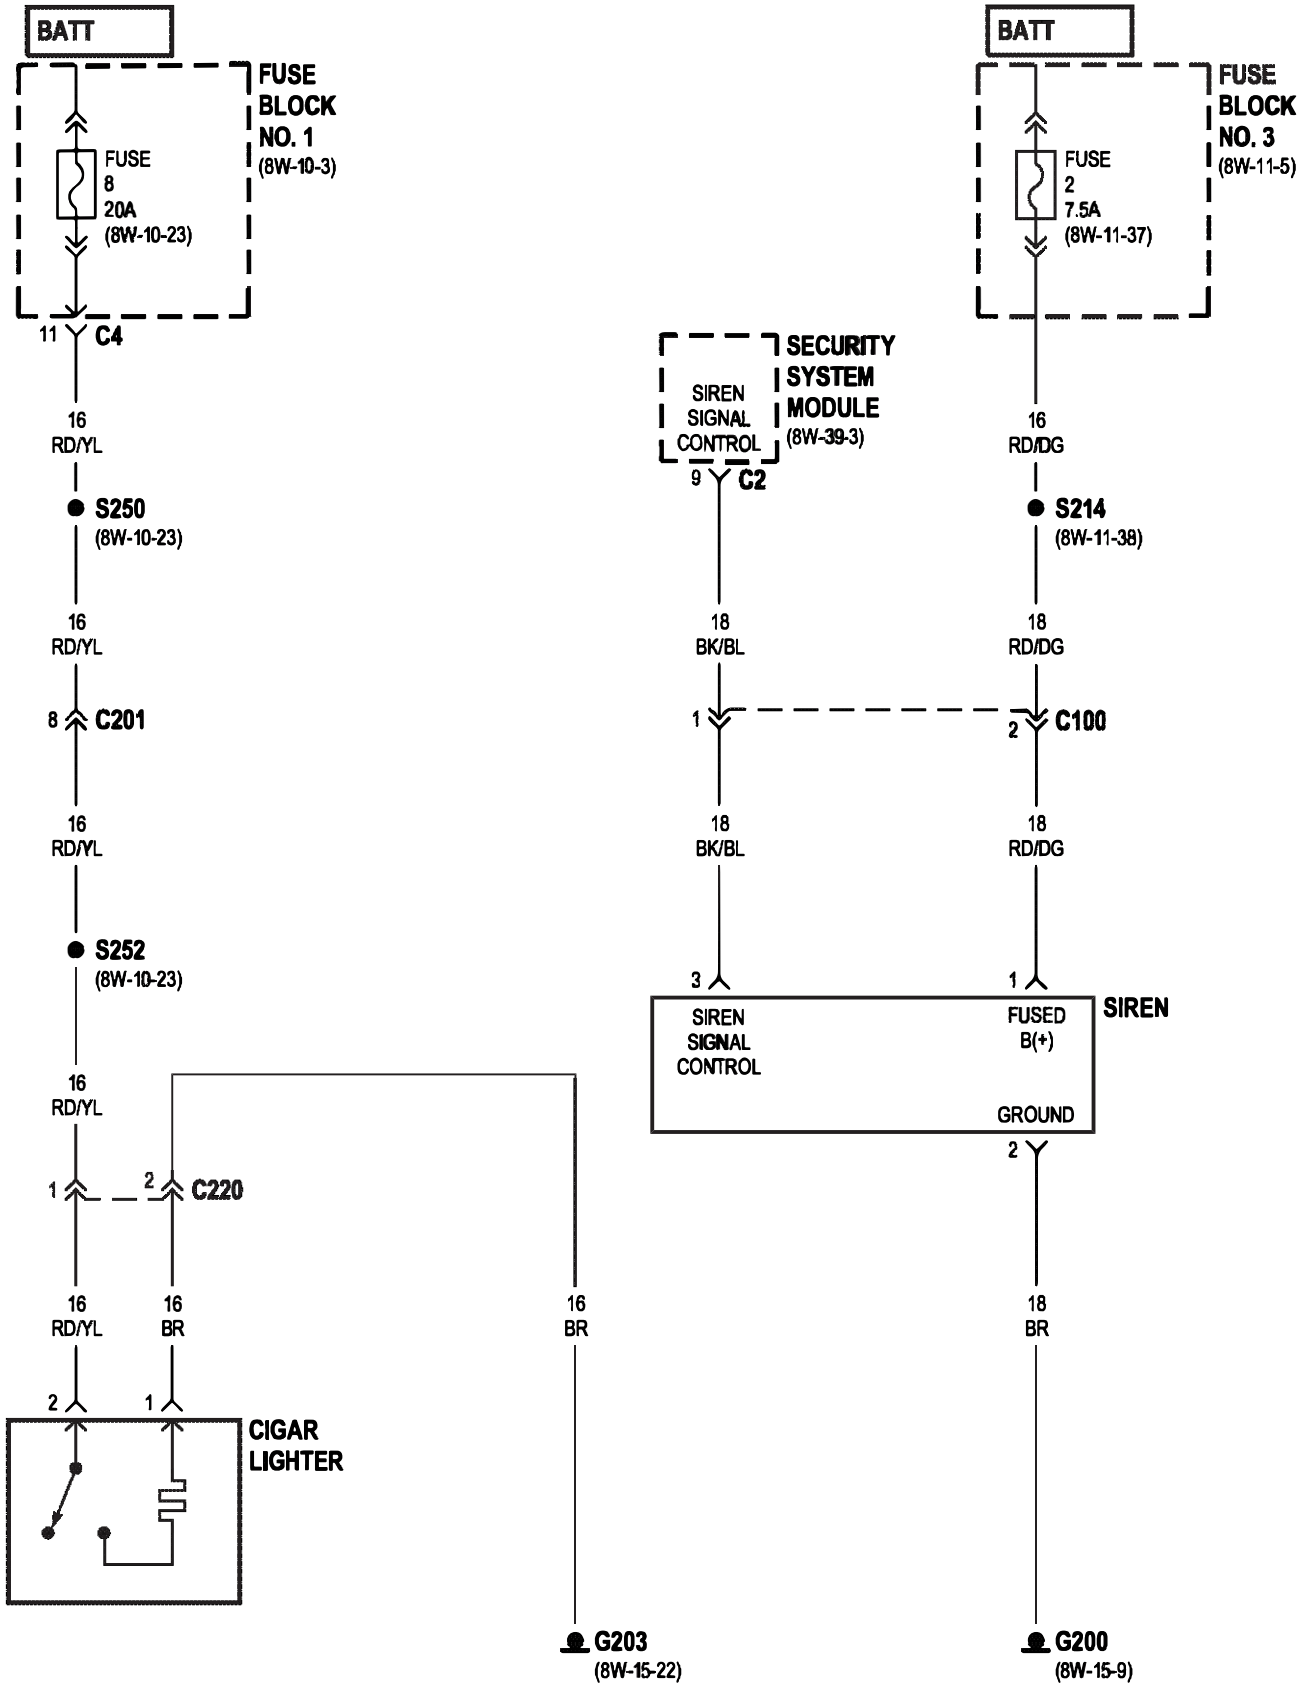 BATT
FUSE
BLOCK
NO. 1
(8W-10-3)
FUSE
8
20A
(8W-10-23)
11
C4
16
RD/YL
S250
(8W-10-23)
16
RD/YL
8
C201
16
RD/YL
S252
(8W-10-23)
16
RD/YL
1
2
C220
16
RD/YL
16
BR
2
1
CIGAR
LIGHTER
16
BR
G203
(8W-15-22)
SIREN
SIGNAL
CONTROL
SECURITY
SYSTEM
MODULE
(8W-39-3)
9
C2
18
BK/BL
1
18
BK/BL
3
BATT
FUSE
BLOCK
NO. 3
(8W-11-5)
FUSE
2
7.5A
(8W-11-37)
16
RD/DG
S214
(8W-11-38)
18
RD/DG
2
C100
18
RD/DG
1
SIREN
SIREN
SIGNAL
CONTROL
FUSED
B(+)
GROUND
2
18
BR
G200
(8W-15-9)